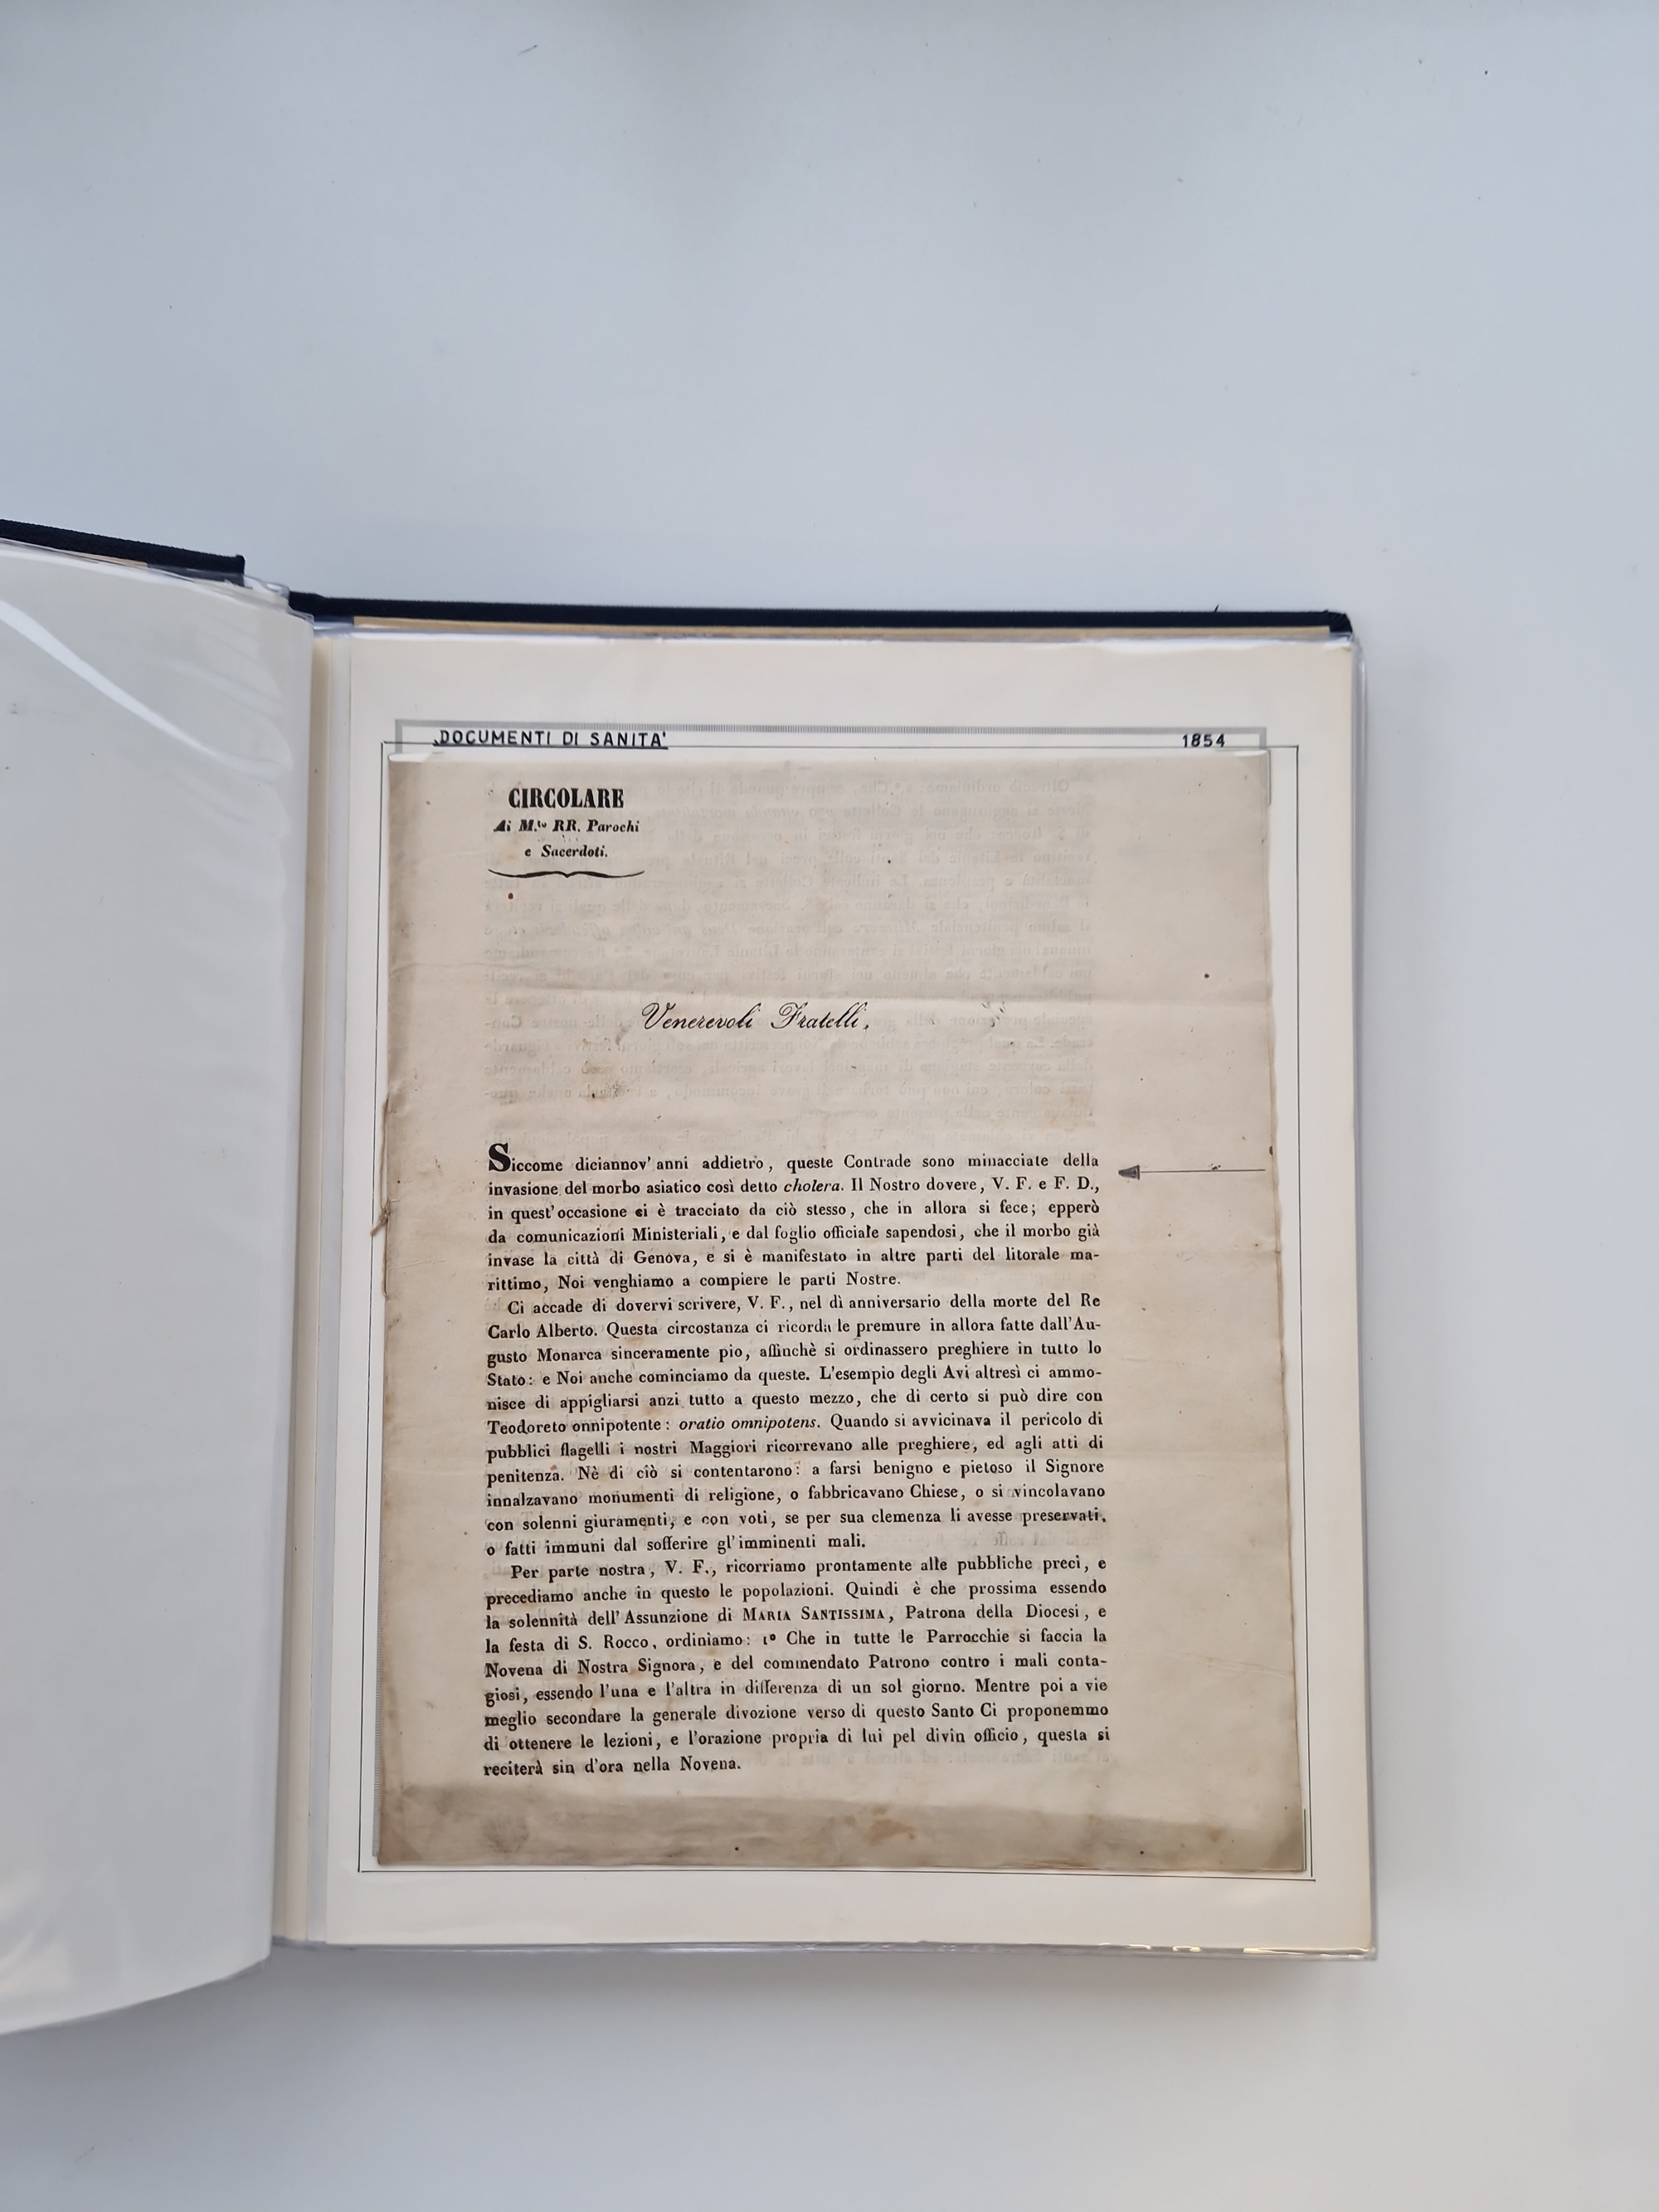 DOCUMENTI DI SANITA' 1854
CIRCOLARE
Ai M.to RR. Parochi
e Sacerdoti.
Venerevoli Fratelli,
Siccome diciannov' anni addietro, queste Contrade sono minacciate della
invasione del morbo asiatico così detto cholera. Il Nostro dovere, V. F. e F. D.,
in quest' occasione si è tracciato da ciò stesso, che in allora si fece; epperò
da comunicazioni Ministeriali, e dal foglio officiale sapendosi, che il morbo già
invase la città di Genova, e si è manifestato in altre parti del litorale ma-
rittimo, Noi venghiamo a compiere le parti Nostre.
Ci accade di dovervi scrivere, V. F., nel dì anniversario della morte del Re
Carlo Alberto. Questa circostanza ci ricorda le premure in allora fatte dall' Au-
gusto Monarca sinceramente pio, affinchè si ordinassero preghiere in tutto lo
Stato: e Noi anche cominciamo da queste. L'esempio degli Avi altresì ci ammo-
nisce di appigliarsi anzi tutto a questo mezzo, che di certo si può dire con
Teodoreto onnipotente: oratio omnipotens. Quando si avvicinava il pericolo di
pubblici flagelli i nostri Maggiori ricorrevano alle preghiere, ed agli atti di
penitenza. Nè di ciò si contentarono: a farsi benigno e pietoso il Signore
innalzavano monumenti di religione, o fabbricavano Chiese, o si vincolavano
con solenni giuramenti, e con voti, se per sua clemenza li avesse preservati,
o fatti immuni dal sofferire gl' imminenti mali.
Per parte nostra, V. F., ricorriamo prontamente alle pubbliche preci, e
precediamo anche in questo le popolazioni. Quindi è che prossima essendo
la solennità dell' Assunzione di MARIA SANTISSIMA, Patrona della Diocesi, e
la festa di S. Rocco, ordiniamo: 1º Che in tutte le Parrocchie si faccia la
Novena di Nostra Signora, e del commendato Patrono contro i mali conta-
giosi, essendo l'una e l'altra in differenza di un sol giorno. Mentre poi a vie
meglio secondare la generale divozione verso di questo Santo Ci proponemmo
di ottenere le lezioni, e l'orazione propria di lui pel divin officio, questa si
reciterà sin d'ora nella Novena.